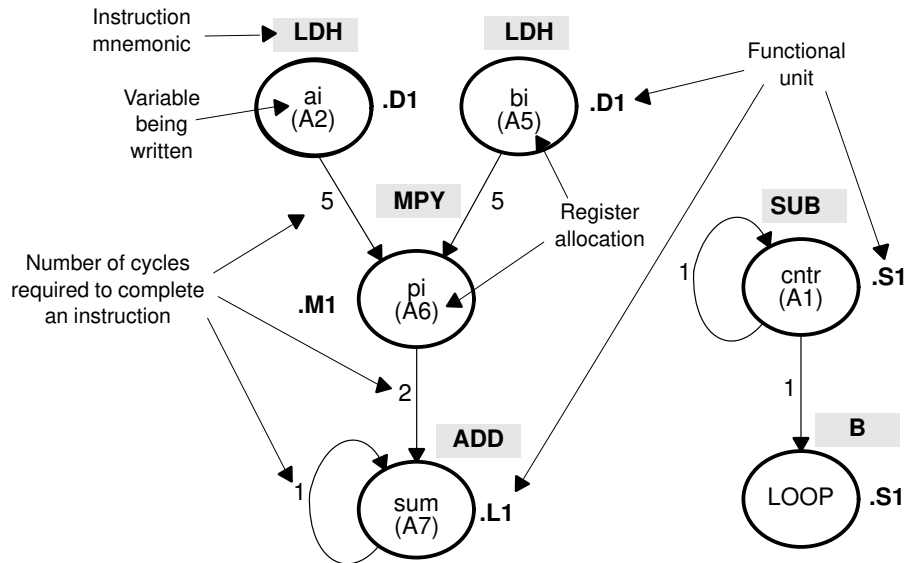 Instruction
mnemonic
LDH
LDH
Functional
unit
Variable
being
written
ai
(A2)
.D1
bi
(A5)
.D1
5
MPY
5
Register
allocation
SUB
Number of cycles
required to complete
an instruction
.M1
pi
(A6)
1
cntr
(A1)
.S1
2
1
ADD
B
1
sum
(A7)
.L1
LOOP
.S1